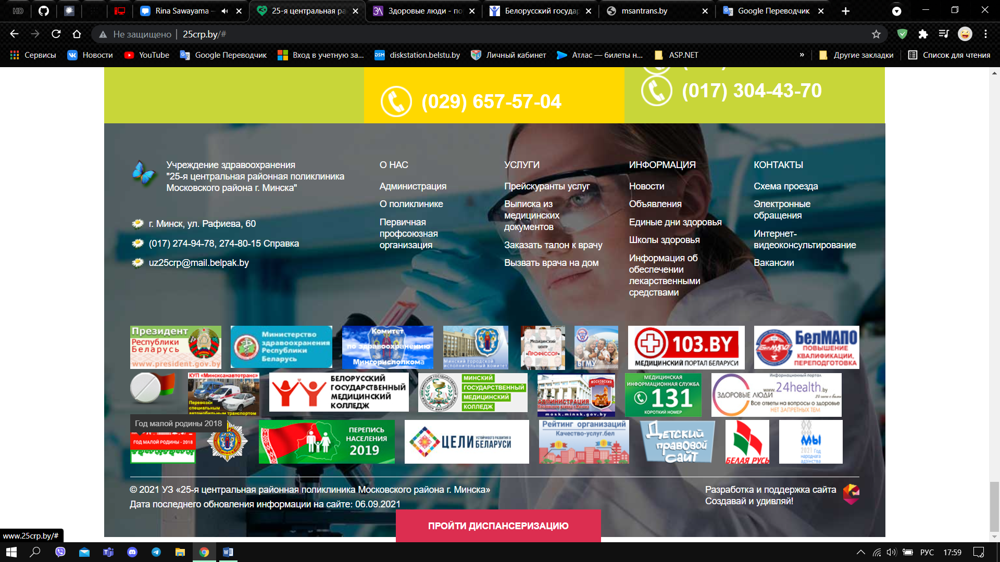 HD
Rina Sawayama —
25-я центральная ра
Здоровые люди - по
Белорусский государ
msantrans.by
Google Переводчик
Не защищено
25crp.by/#
Сервисы
Новости
YouTube
Google Переводчик
Вход в учетную за...
DSM
diskstation.belstu.by
Личный кабинет
Атлас — билеты н...
ASP.NET
»
Другие закладки
Список для чтения
(029) 657-57-04
(017) 304-43-70
Учреждение здравоохранения
"25-я центральная районная поликлиника
Московского района г. Минска"
г. Минск, ул. Рафиева, 60
(017) 274-94-78, 274-80-15 Справка
uz25crp@mail.belpak.by
О НАС
Администрация
О поликлинике
Первичная
профсоюзная
организация
УСЛУГИ
Прейскуранты услуг
Выписка из
медицинских
документов
Заказать талон к врачу
Вызвать врача на дом
ИНФОРМАЦИЯ
Новости
Объявления
Единые дни здоровья
Школы здоровья
Информация об
обеспечении
лекарственными
средствами
КОНТАКТЫ
Схема проезда
Электронные
обращения
Интернет-
видеоконсультирование
Вакансии
Президент
Республики
Беларусь
www.president.gov.by
Министерство
здравоохранения
Республики
Беларусь
Комитет
по здравоохранению
Мингорисполкома
Минский городской
исполнительный комитет
Медицинский
центр
«Профессор»
БГМУ
103.BY
МЕДИЦИНСКИЙ ПОРТАЛ БЕЛАРУСИ
БелМАПО
БелМАПО
ПОВЫШЕНИЕ
КВАЛИФИКАЦИИ,
ПЕРЕПОДГОТОВКА
КУП «Минсксанавтотранс»
Перевозки
специальным
автомобильным транспортом
БЕЛОРУССКИЙ
ГОСУДАРСТВЕННЫЙ
МЕДИЦИНСКИЙ
КОЛЛЕДЖ
МИНСКИЙ
ГОСУДАРСТВЕННЫЙ
МЕДИЦИНСКИЙ
КОЛЛЕДЖ
МОСКОВСКИЙ
АДМИНИСТРАЦИЯ
Московского района г.Минска
mosk.minsk.gov.by
МЕДИЦИНСКАЯ
ИНФОРМАЦИОННАЯ СЛУЖБА
131
КОРОТКИЙ НОМЕР
Информационный портал
www.24health.by
ЗДОРОВЫЕ ЛЮДИ
24 часа с вами
Все ответы на вопросы о здоровье
НЕТ ЗАПРЕТНЫХ ТЕМ
Год малой родины 2018
ГОД МАЛОЙ РОДИНЫ - 2018
МИНСК
ПЕРЕПИСЬ
НАСЕЛЕНИЯ
2019
ЦЕЛИ УСТОЙЧИВОГО РАЗВИТИЯ В
БЕЛАРУСИ
Рейтинг организаций
Качество-услуг.бел
1
2
Детский
правовой
сайт
БЕЛАЯ РУСЬ
МЫ
2021 Год
народнага
адзінства
© 2021 УЗ «25-я центральная районная поликлиника Московского района г. Минска»
Дата последнего обновления информации на сайте: 06.09.2021
Разработка и поддержка сайта
Создавай и удивляй!
ПРОЙТИ ДИСПАНСЕРИЗАЦИЮ
www.25crp.by/#
РУС
17:59